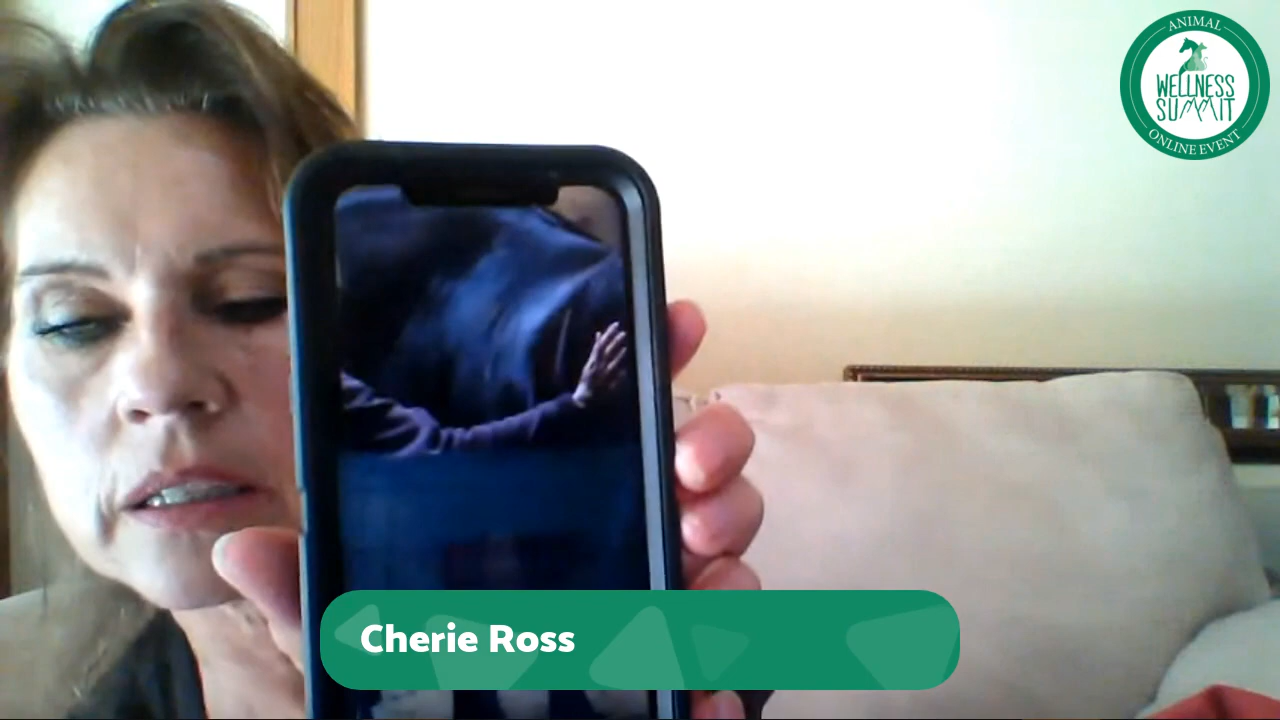 ANIMAL
WELLNESS
SUMMIT
ONLINE EVENT
Cherie Ross